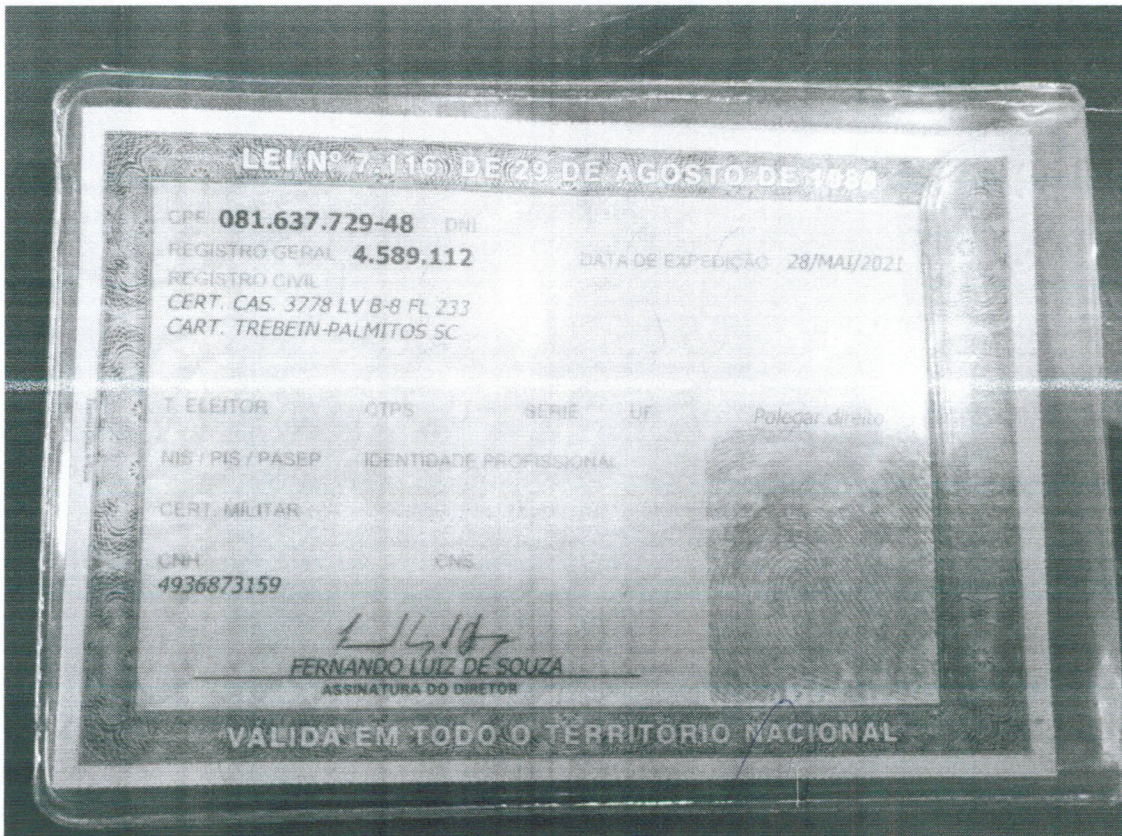 LEI Nº 7.116, DE 29 DE AGOSTO DE 1983
CPF 081.637.729-48 DNI
REGISTRO GERAL 4.589.112 DATA DE EXPEDIÇÃO 28/MAI/2021
REGISTRO CIVIL
CERT. CAS. 3778 LV B-8 FL 233
CART. TREBEIN-PALMITOS SC
T. ELEITOR CTPS SÉRIE UF Polegar direito
NIS / PIS / PASEP IDENTIDADE PROFISSIONAL
CERT. MILITAR
CNH CNS
4936873159
FERNANDO LUIZ DE SOUZA
ASSINATURA DO DIRETOR
VÁLIDA EM TODO O TERRITÓRIO NACIONAL